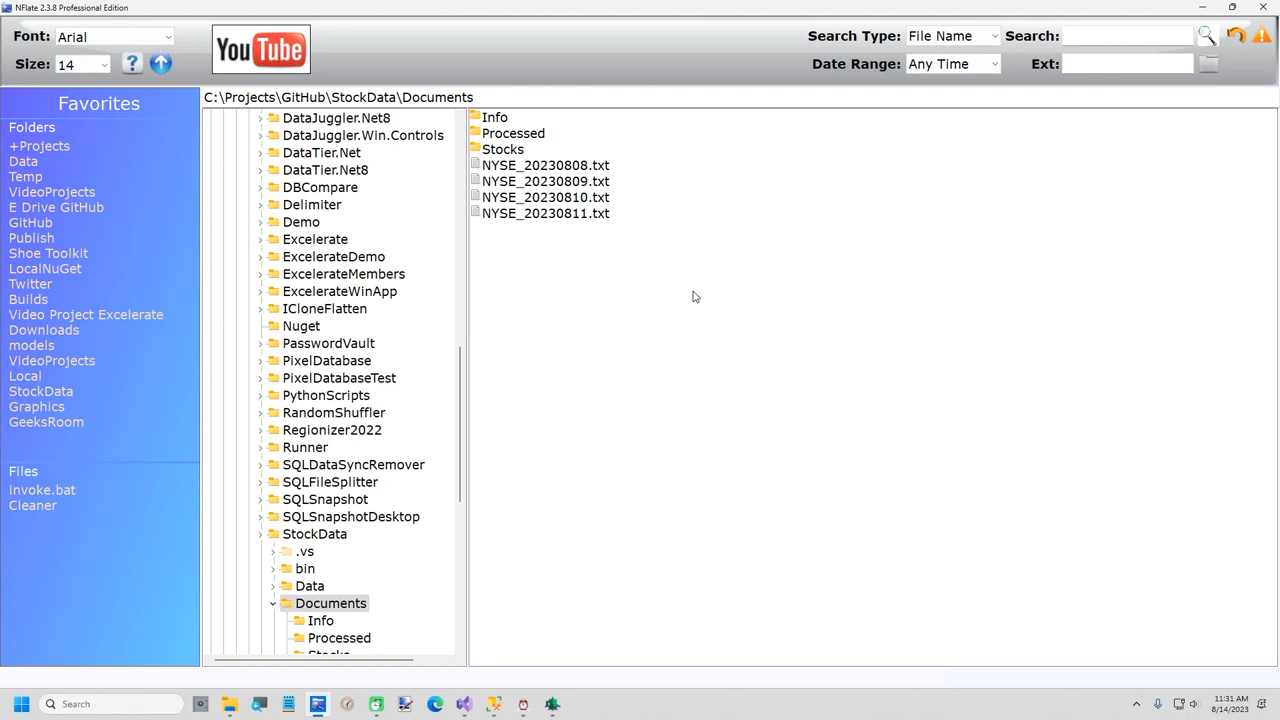 NFlate 2.3.8 Professional Edition
Font: Arial
Size: 14
?
YouTube
Search Type: File Name
Search:
Date Range: Any Time
Ext:
Favorites
Folders
+Projects
Data
Temp
VideoProjects
E Drive GitHub
GitHub
Publish
Shoe Toolkit
LocalNuGet
Twitter
Builds
Video Project Excelerate
Downloads
models
VideoProjects
Local
StockData
Graphics
GeeksRoom
Files
invoke.bat
Cleaner
C:\Projects\GitHub\StockData\Documents
DataJuggler.Net8
DataJuggler.Win.Controls
DataTier.Net
DataTier.Net8
DBCompare
Delimiter
Demo
Excelerate
ExcelerateDemo
ExcelerateMembers
ExcelerateWinApp
ICloneFlatten
Nuget
PasswordVault
PixelDatabase
PixelDatabaseTest
PythonScripts
RandomShuffler
Regionizer2022
Runner
SQLDataSyncRemover
SQLFileSplitter
SQLSnapshot
SQLSnapshotDesktop
StockData
.vs
bin
Data
Documents
Info
Processed
Stocks
Info
Processed
Stocks
NYSE_20230808.txt
NYSE_20230809.txt
NYSE_20230810.txt
NYSE_20230811.txt
Search
11:31 AM
8/14/2023